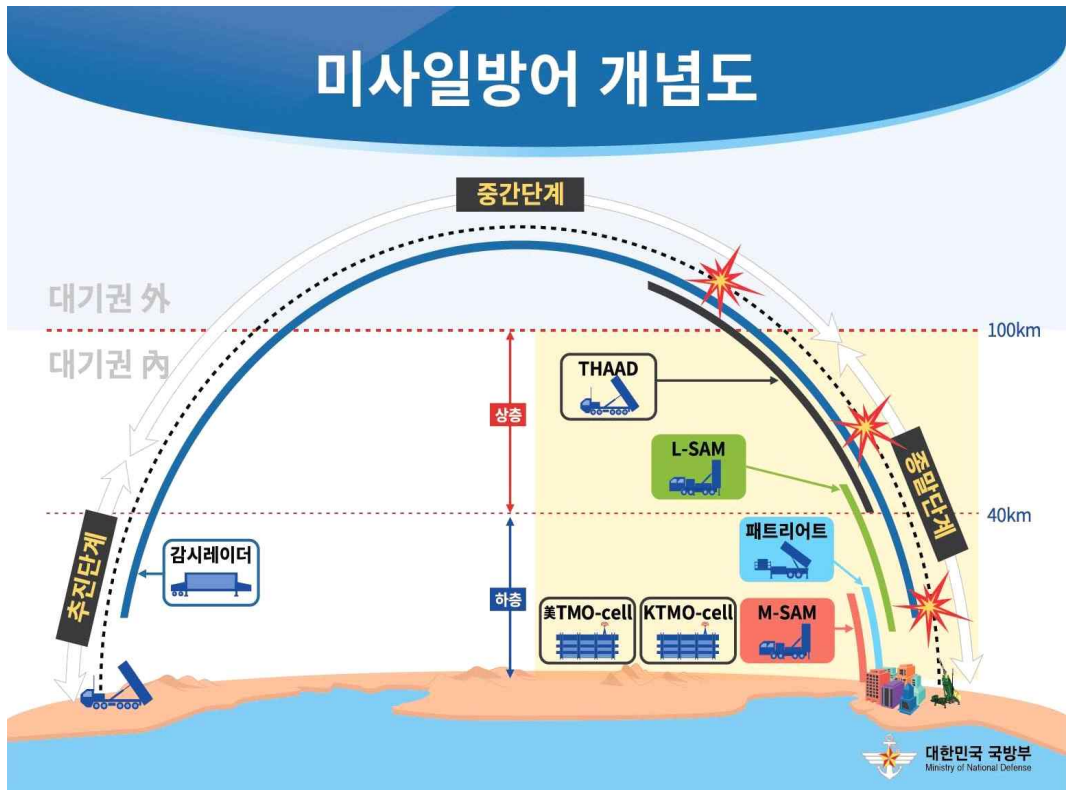 미사일방어 개념도
중간단계
대기권 外
100km
대기권 內
THAAD
상층
L-SAM
종말단계
40km
추진단계
감시레이더
패트리어트
하층
美TMO-cell
KTMO-cell
M-SAM
대한민국 국방부
Ministry of National Defense